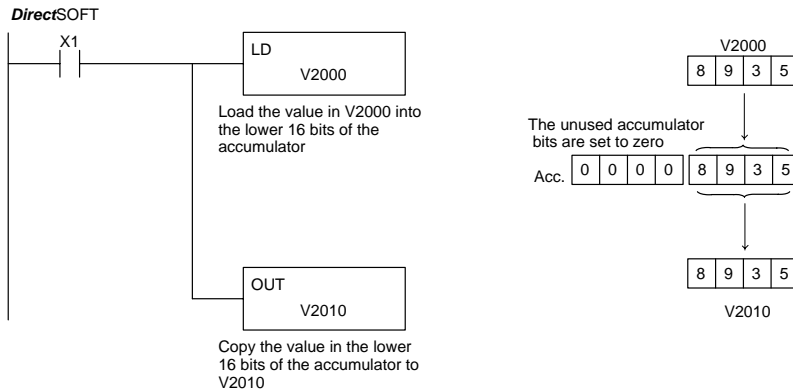 DirectSOFT
X1
LD
V2000
Load the value in V2000 into
the lower 16 bits of the
accumulator
OUT
V2010
Copy the value in the lower
16 bits of the accumulator to
V2010
V2000
8 9 3 5
The unused accumulator
bits are set to zero
Acc. 0 0 0 0 8 9 3 5
8 9 3 5
V2010